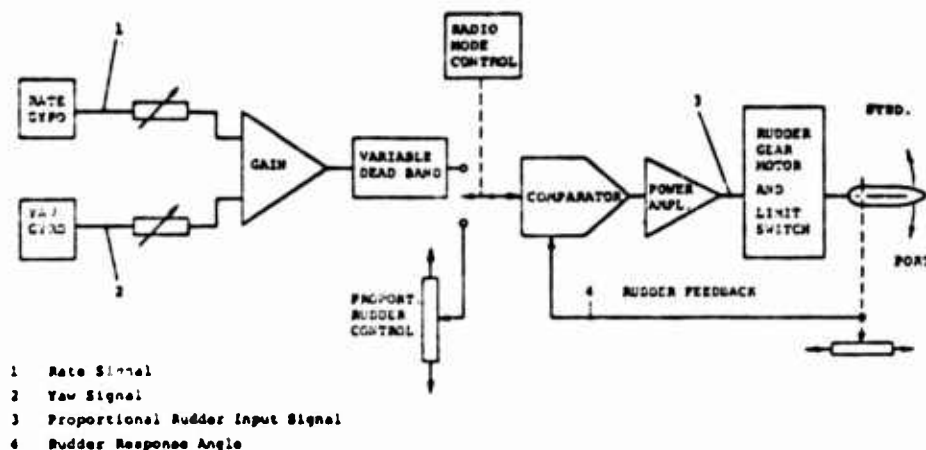 1
RADIO
MODE
CONTROL
RATE
GYRO
GAIN
VARIABLE
DEAD BAND
3
RUDDER
GEAR
MOTOR
AND
LIMIT
SWITCH
STBD.
COMPARATOR
POWER
AMPL.
YAW
GYRO
2
PORT
PROPORT.
RUDDER
CONTROL
4 RUDDER FEEDBACK
1 Rate Signal
2 Yaw Signal
3 Proportional Rudder Input Signal
4 Rudder Response Angle